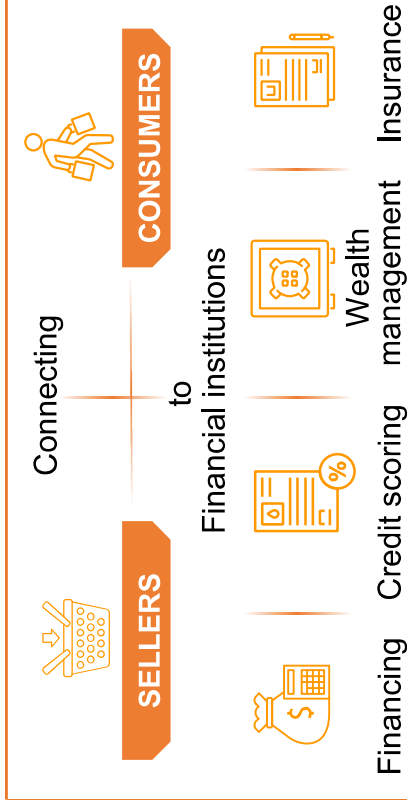 Connecting
SELLERS
CONSUMERS
to
Financial institutions
$
%
Financing
Credit scoring
Wealth
management
Insurance